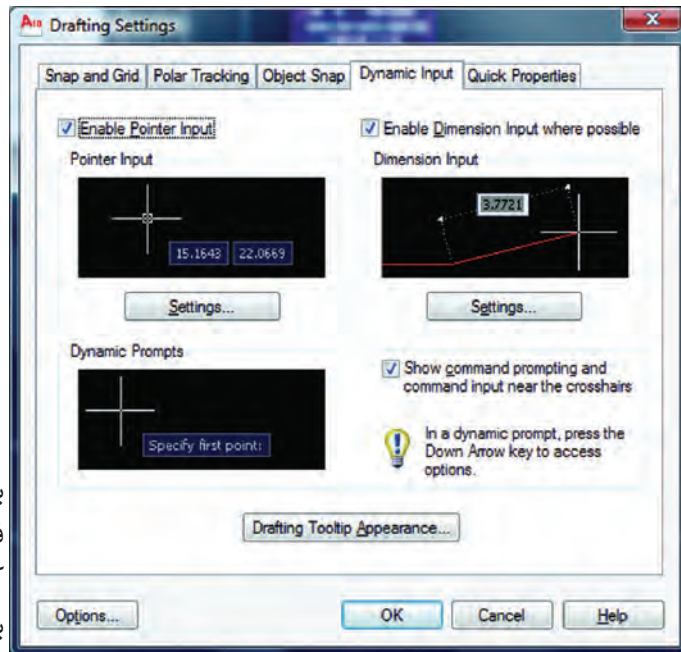 Drafting Settings
Snap and Grid Polar Tracking Object Snap Dynamic Input Quick Properties
Enable Pointer Input
Enable Dimension Input where possible
Pointer Input
Dimension Input
15.1643 22.0669
3.7721
Settings...
Settings...
Dynamic Prompts
Specify first point:
Show command prompting and
command input near the crosshairs
In a dynamic prompt, press the
Down Arrow key to access
options.
Drafting Tooltip Appearance...
Options...
OK
Cancel
Help